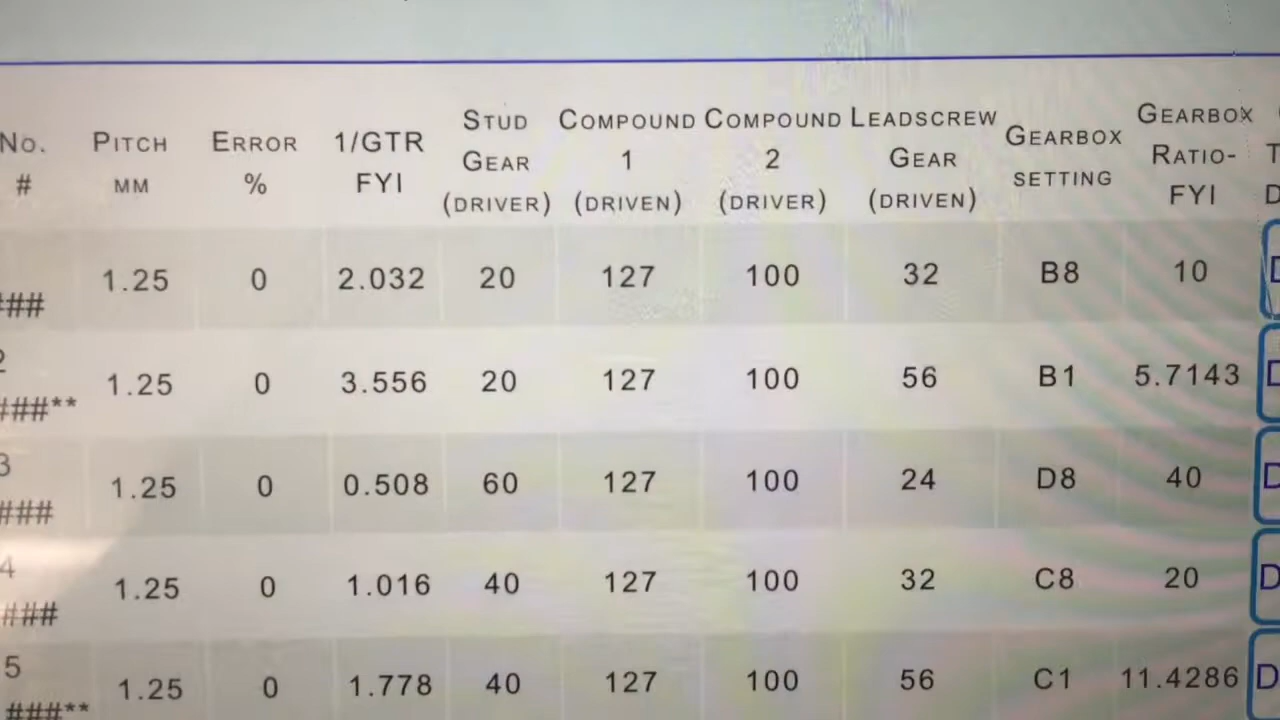 No. # PITCH MM ERROR % 1/GTR FYI STUD GEAR (DRIVER) COMPOUND 1 (DRIVEN) COMPOUND 2 (DRIVER) LEADSCREW GEAR (DRIVEN) GEARBOX SETTING GEARBOX RATIO- FYI
### 1.25 0 2.032 20 127 100 32 B8 10
2 ###** 1.25 0 3.556 20 127 100 56 B1 5.7143
3 ### 1.25 0 0.508 60 127 100 24 D8 40
4 ### 1.25 0 1.016 40 127 100 32 C8 20
5 ###** 1.25 0 1.778 40 127 100 56 C1 11.4286